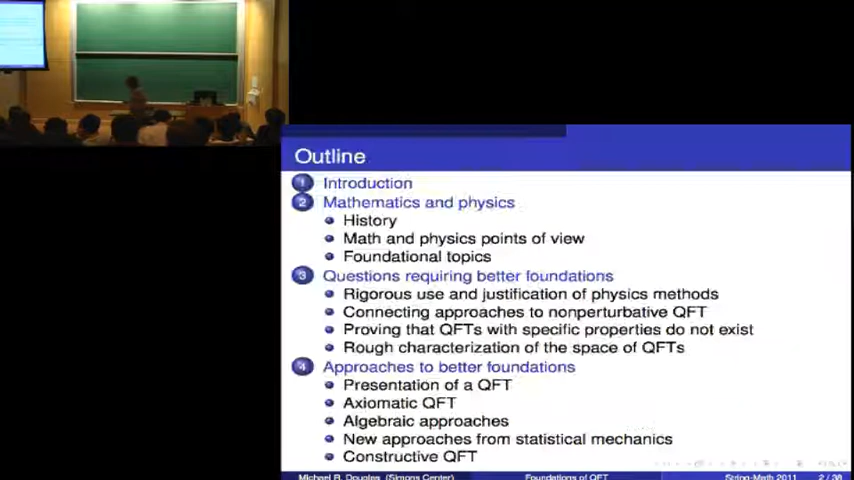 Outline
1 Introduction
2 Mathematics and physics
History
Math and physics points of view
Foundational topics
3 Questions requiring better foundations
Rigorous use and justification of physics methods
Connecting approaches to nonperturbative QFT
Proving that QFTs with specific properties do not exist
Rough characterization of the space of QFTs
4 Approaches to better foundations
Presentation of a QFT
Axiomatic QFT
Algebraic approaches
New approaches from statistical mechanics
Constructive QFT
Michael R. Douglas (Simons Center) Foundations of QFT String-Math 2011 2 / 38